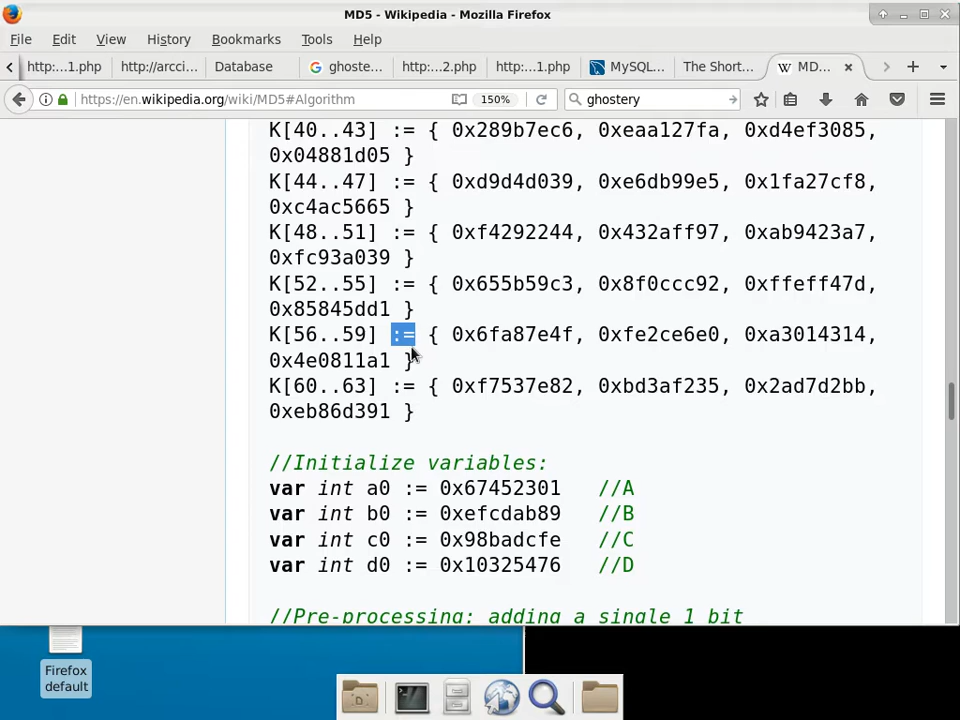 MD5 - Wikipedia - Mozilla Firefox
File Edit View History Bookmarks Tools Help
http:...1.php http://arcci... Database ghoste... http:...2.php http:...1.php MySQL... The Short... MD...
https://en.wikipedia.org/wiki/MD5#Algorithm 150% ghostery
K[40..43] := { 0x289b7ec6, 0xeaa127fa, 0xd4ef3085,
0x04881d05 }
K[44..47] := { 0xd9d4d039, 0xe6db99e5, 0x1fa27cf8,
0xc4ac5665 }
K[48..51] := { 0xf4292244, 0x432aff97, 0xab9423a7,
0xfc93a039 }
K[52..55] := { 0x655b59c3, 0x8f0ccc92, 0xffeff47d,
0x85845dd1 }
K[56..59] := { 0x6fa87e4f, 0xfe2ce6e0, 0xa3014314,
0x4e0811a1 }
K[60..63] := { 0xf7537e82, 0xbd3af235, 0x2ad7d2bb,
0xeb86d391 }
//Initialize variables:
var int a0 := 0x67452301 //A
var int b0 := 0xefcdab89 //B
var int c0 := 0x98badcfe //C
var int d0 := 0x10325476 //D
//Pre-processing: adding a single 1 bit
Firefox
default